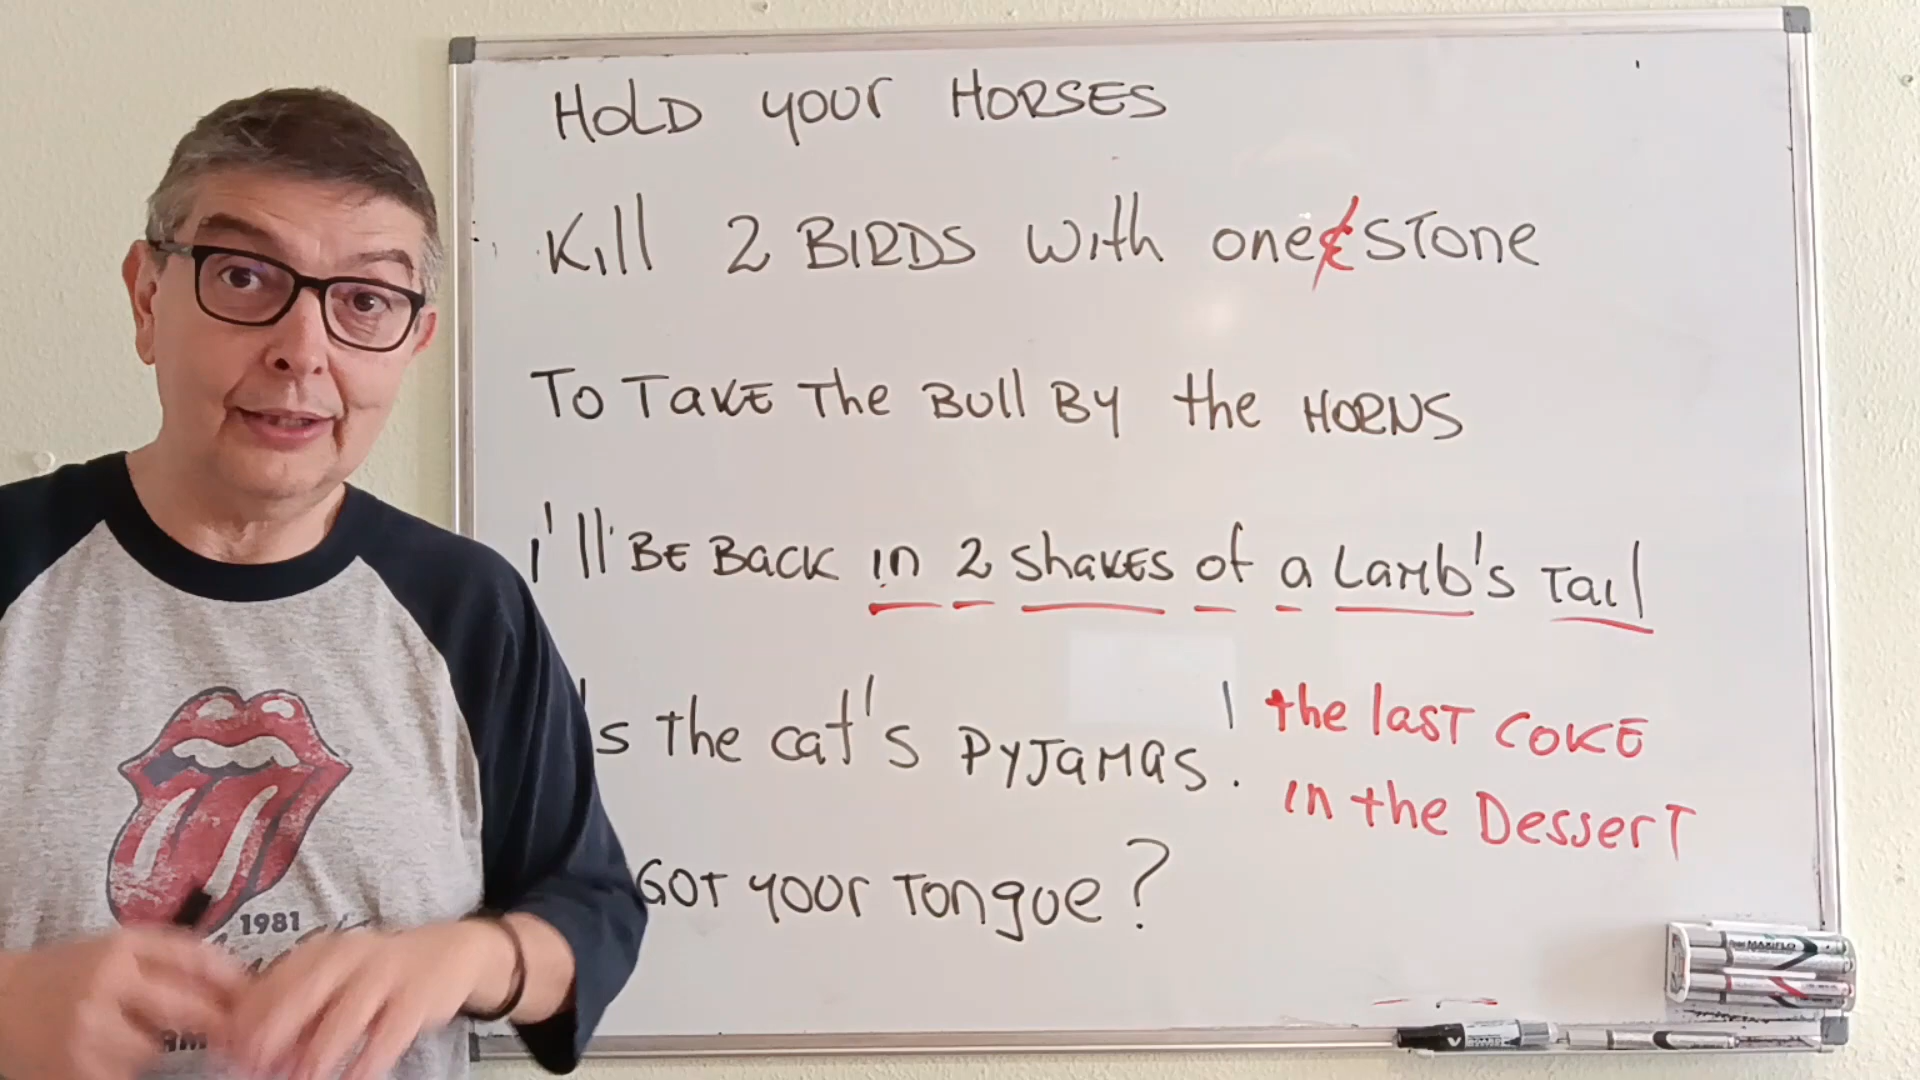 HOLD your HORSES
Kill 2 BIRDS with one STONE
TO TAKE The Bull By the HORNS
I'll BE BACK in 2 shakes of a Lamb's Tail
's the cat's PYJAMAS. I the last COKE
in the Dessert
GOT your Tongue?
1981
MAXIFLO